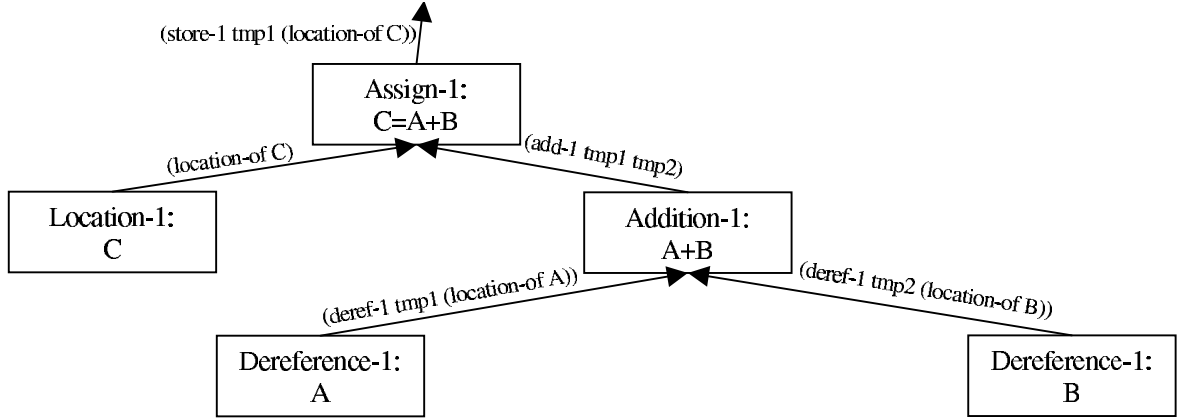 (store-1 tmp1 (location-of C))
Assign-1:
C=A+B
(location-of C)
(add-1 tmp1 tmp2)
Location-1:
C
Addition-1:
A+B
(deref-1 tmp1 (location-of A))
(deref-1 tmp2 (location-of B))
Dereference-1:
A
Dereference-1:
B